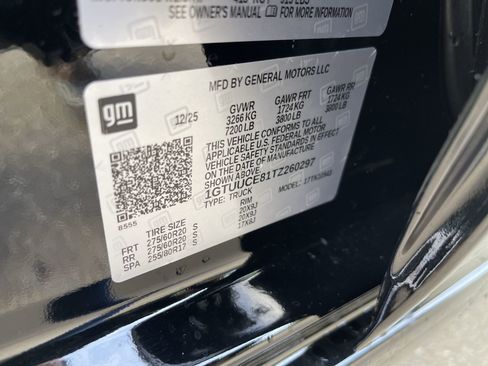 SEE OWNER'S MANUAL FOR MORE INFORMATION
MFD BY GENERAL MOTORS LLC
gm
12/25 GVWR GAWR FRT GAWR RR
3266 KG 1724 KG 1724 KG
7200 LB 3800 LB 3800 LB
THIS VEHICLE CONFORMS TO ALL
APPLICABLE U.S. FEDERAL MOTOR
VEHICLE SAFETY STANDARDS IN EFFECT
ON THE DATE OF MANUFACTURE
SHOWN ABOVE.
1GTUUCE81TZ260297
TYPE: TRUCK MODEL:
8555
TIRE SIZE RIM
FRT 275/60R20 S 20X9J
RR 275/60R20 S 20X9J
SPA 255/80R17 S 17X8J